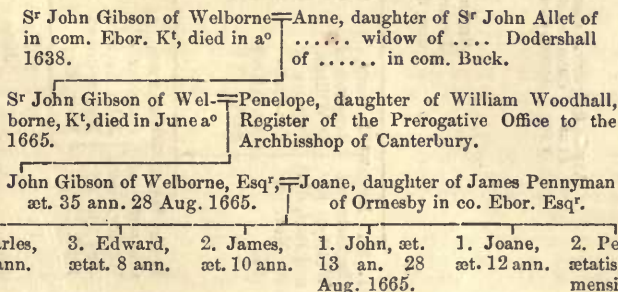 Sʳ John Gibson of Welborne Anne, daughter of Sʳ John Allet of
in com. Ebor. Kᵗ, died in aᵒ ...... widow of .... Dodershall
1638. of ...... in com. Buck.
Sʳ John Gibson of Wel- Penelope, daughter of William Woodhall,
borne, Kᵗ, died in June aᵒ Register of the Prerogative Office to the
1665. Archbisshop of Canterbury.
John Gibson of Welborne, Esqʳ, Joane, daughter of James Pennyman
æt. 35 ann. 28 Aug. 1665. of Ormesby in co. Ebor. Esqʳ.
arles, 3. Edward, 2. James, 1. John, æt. 1. Joane, 2. Pe
ann. ætat. 8 ann. æt. 10 ann. 13 an. 28 æt. 12 ann. ætatis
Aug. 1665. mensi